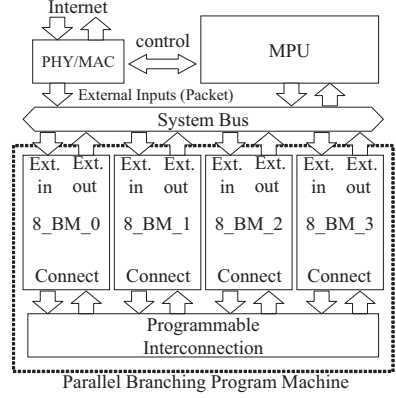 Internet
control
MPU
PHY/MAC
External Inputs (Packet)
System Bus
Ext. Ext. Ext. Ext. Ext. Ext. Ext. Ext.
in out in out in out in out
8_BM_0 8_BM_1 8_BM_2 8_BM_3
Connect Connect Connect Connect
Programmable
Interconnection
Parallel Branching Program Machine